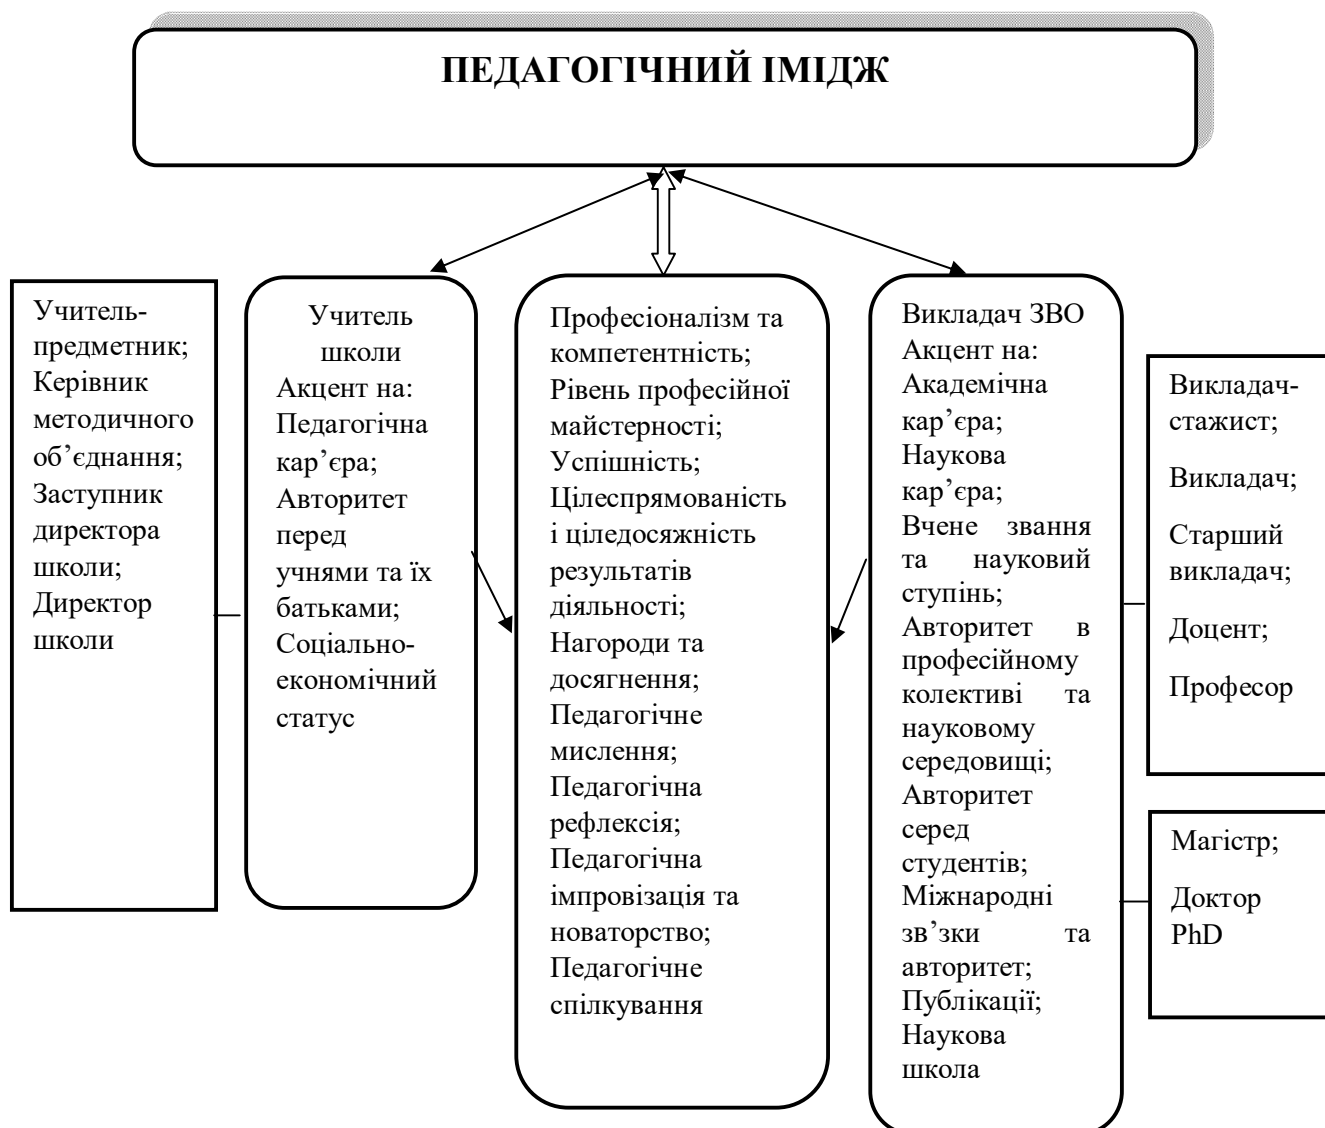 ПЕДАГОГІЧНИЙ ІМІДЖ
Учитель-
предметник;
Керівник
методичного
об’єднання;
Заступник
директора
школи;
Директор
школи
Учитель
школи
Акцент на:
Педагогічна
кар’єра;
Авторитет
перед
учнями та їх
батьками;
Соціально-
економічний
статус
Професіоналізм та
компетентність;
Рівень професійної
майстерності;
Успішність;
Цілеспрямованість
і ціледосяжність
результатів
діяльності;
Нагороди та
досягнення;
Педагогічне
мислення;
Педагогічна
рефлексія;
Педагогічна
імпровізація та
новаторство;
Педагогічне
спілкування
Викладач ЗВО
Акцент на:
Академічна
кар’єра;
Наукова
кар’єра;
Вчене звання
та науковий
ступінь;
Авторитет в
професійному
колективі та
науковому
середовищі;
Авторитет
серед
студентів;
Міжнародні
зв’зки та
авторитет;
Публікації;
Наукова
школа
Викладач-
стажист;
Викладач;
Старший
викладач;
Доцент;
Професор
Магістр;
Доктор
PhD